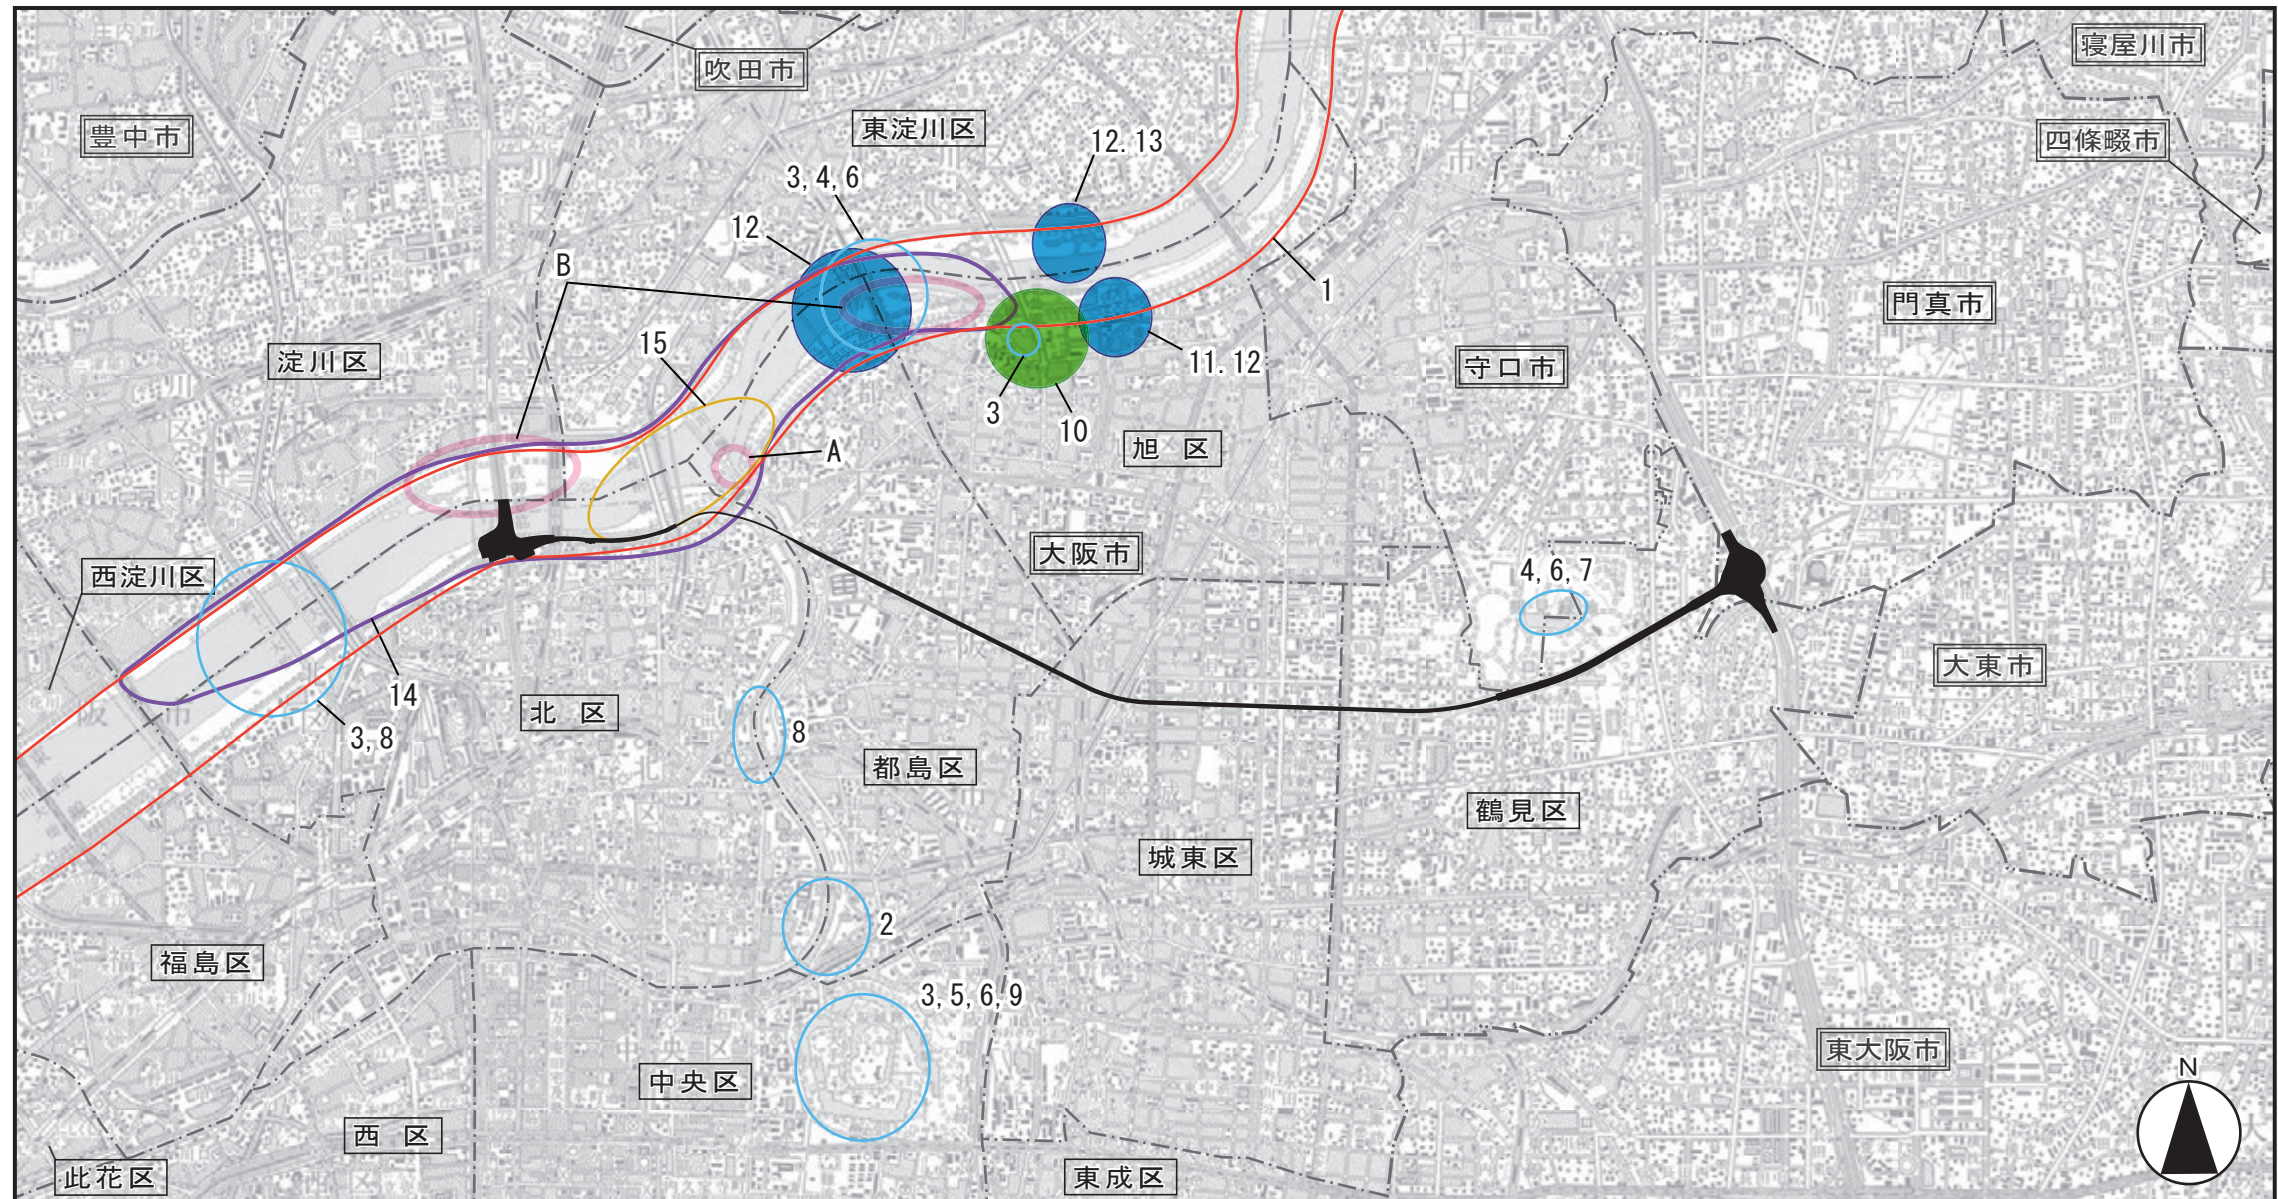 吹田市
寝屋川市
豊中市
東淀川区
12.13
四條畷市
3,4,6
12
B
1
門真市
淀川区
15
11.12
守口市
3
10
旭 区
A
大阪市
西淀川区
4,6,7
大東市
14
北 区
3,8
8
都島区
鶴見区
城東区
2
福島区
3,5,6,9
東大阪市
N
中央区
西 区
此花区
東成区